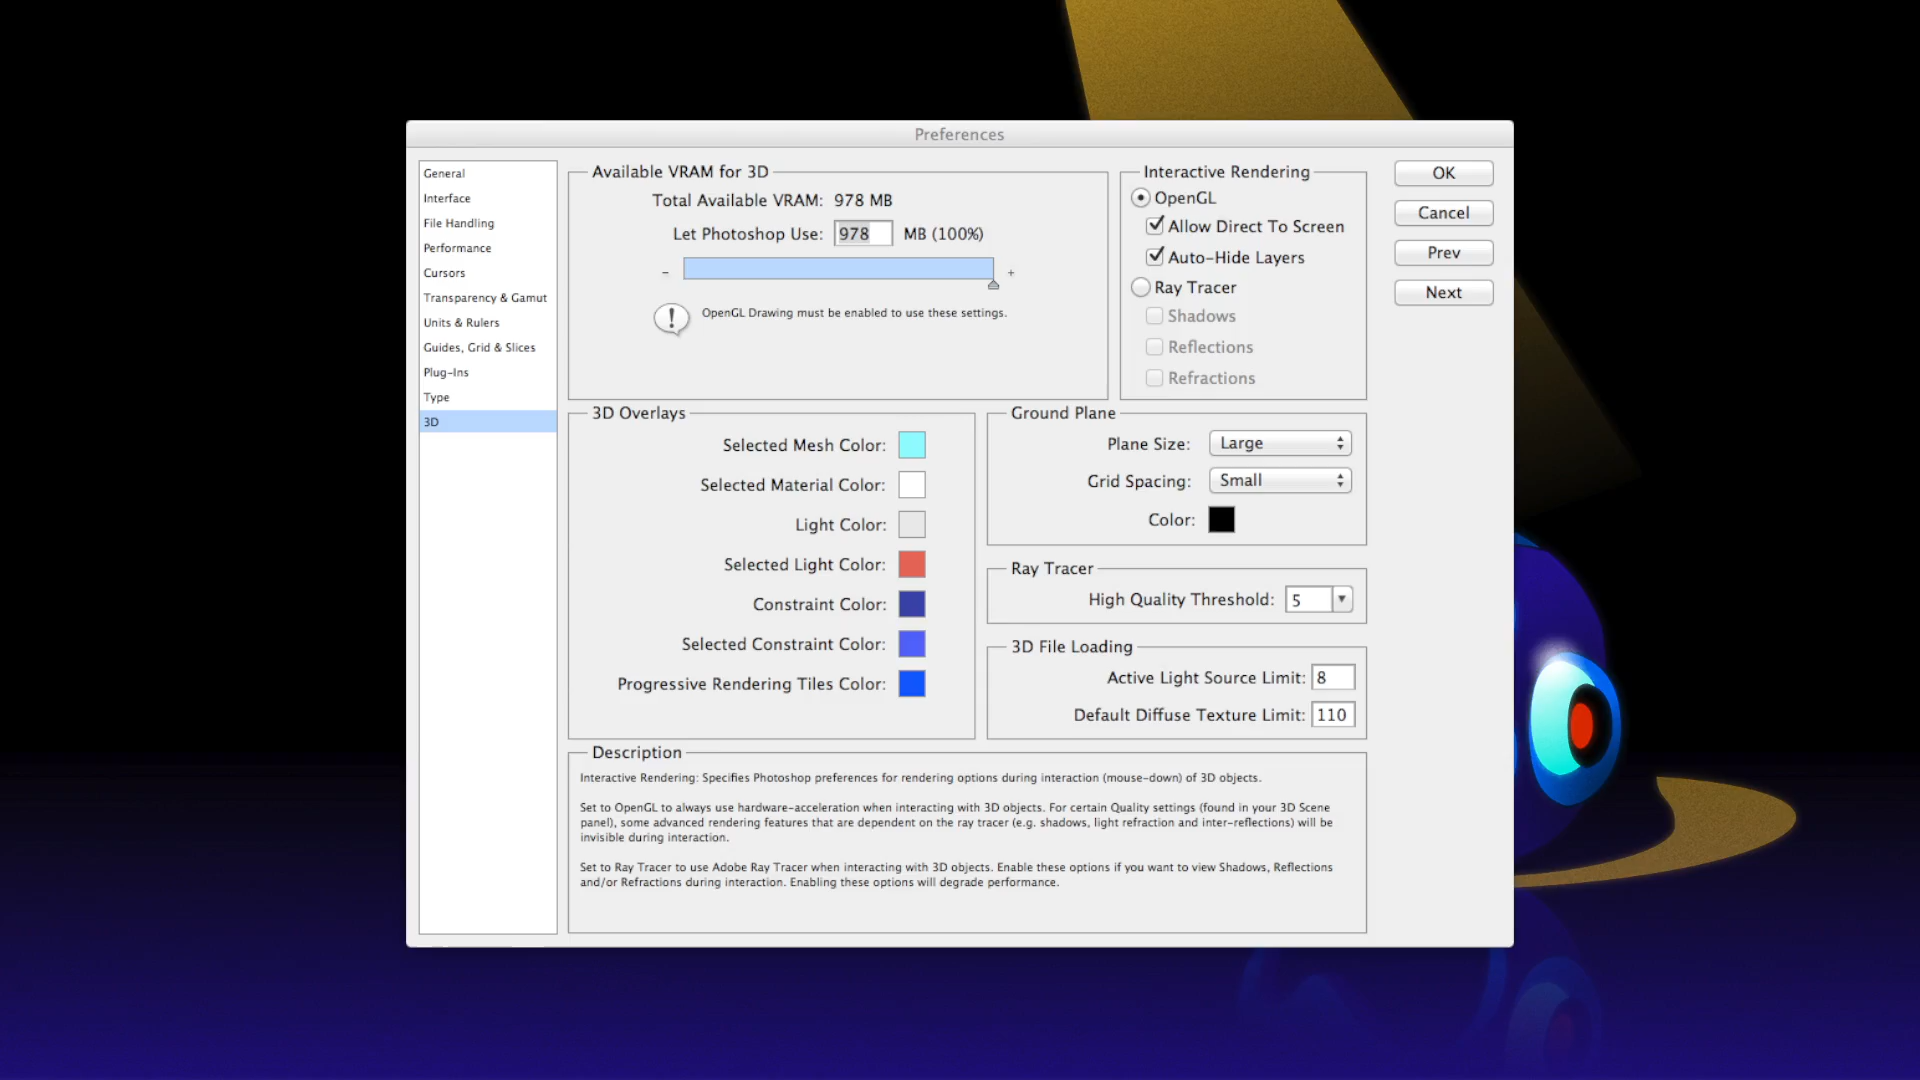 Preferences
General
Interface
File Handling
Performance
Cursors
Transparency & Gamut
Units & Rulers
Guides, Grid & Slices
Plug-Ins
Type
3D
Available VRAM for 3D
Total Available VRAM: 978 MB
Let Photoshop Use: 978 MB (100%)
- +
! OpenGL Drawing must be enabled to use these settings.
Interactive Rendering
OpenGL
Allow Direct To Screen
Auto-Hide Layers
Ray Tracer
Shadows
Reflections
Refractions
OK
Cancel
Prev
Next
3D Overlays
Selected Mesh Color:
Selected Material Color:
Light Color:
Selected Light Color:
Constraint Color:
Selected Constraint Color:
Progressive Rendering Tiles Color:
Ground Plane
Plane Size: Large
Grid Spacing: Small
Color:
Ray Tracer
High Quality Threshold: 5
3D File Loading
Active Light Source Limit: 8
Default Diffuse Texture Limit: 110
Description
Interactive Rendering: Specifies Photoshop preferences for rendering options during interaction (mouse-down) of 3D objects.
Set to OpenGL to always use hardware-acceleration when interacting with 3D objects. For certain Quality settings (found in your 3D Scene
panel), some advanced rendering features that are dependent on the ray tracer (e.g. shadows, light refraction and inter-reflections) will be
invisible during interaction.
Set to Ray Tracer to use Adobe Ray Tracer when interacting with 3D objects. Enable these options if you want to view Shadows, Reflections
and/or Refractions during interaction. Enabling these options will degrade performance.